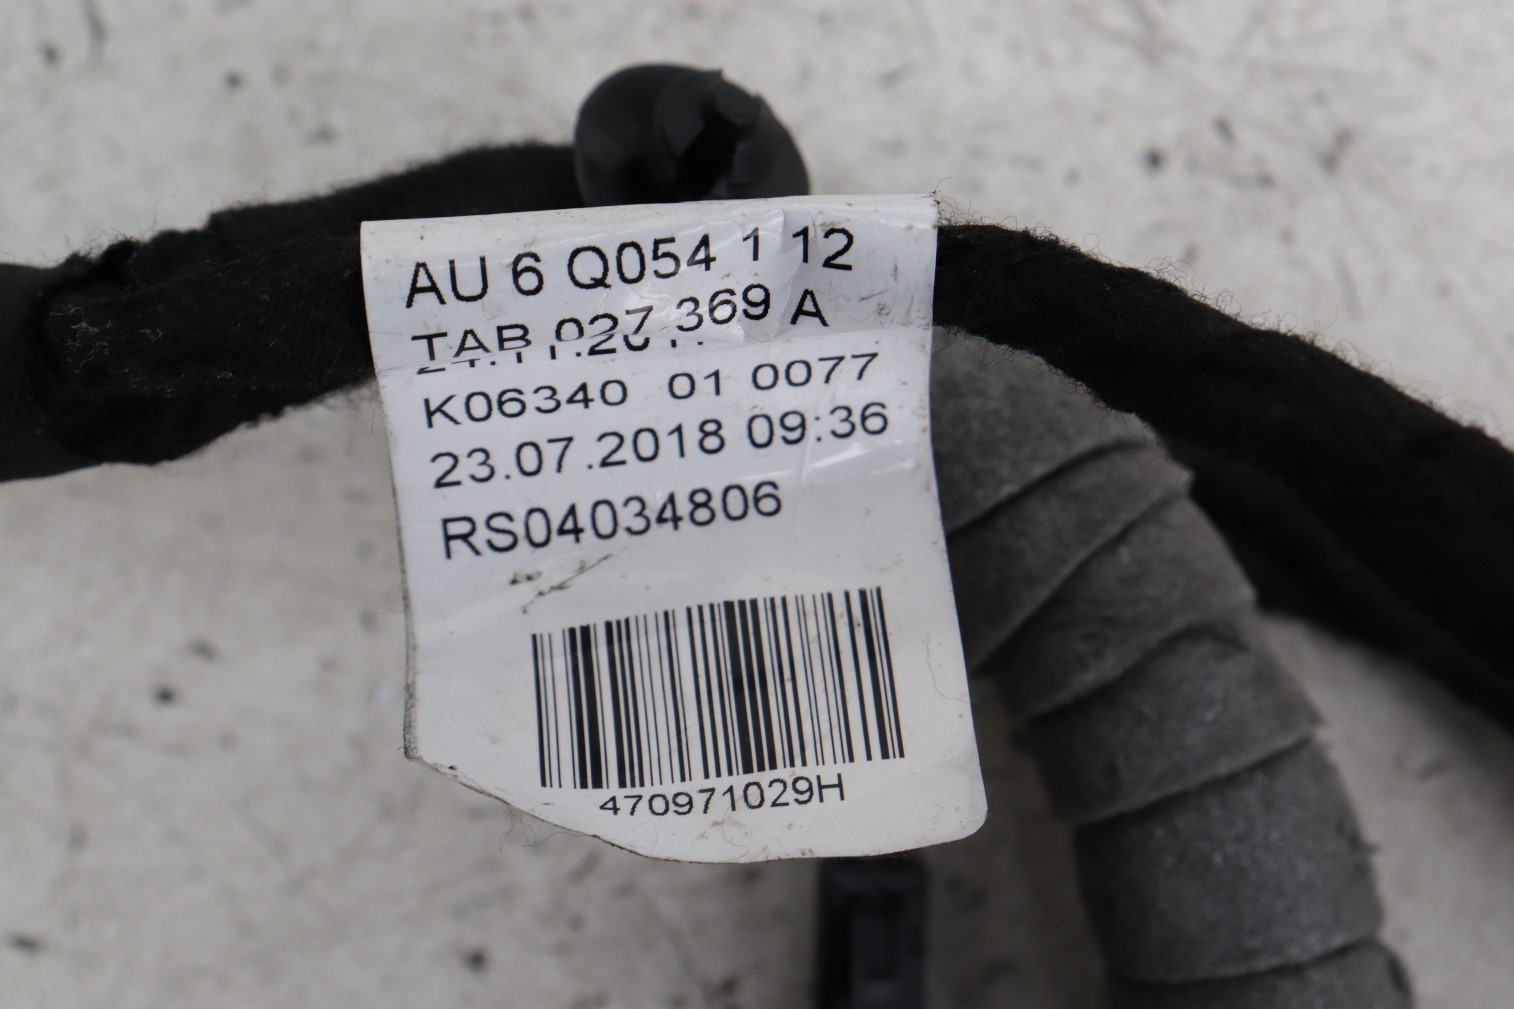 AU 6 Q054 1 12
TAB 027 369 A
K06340 01 0077
23.07.2018 09:36
RS04034806
470971029H